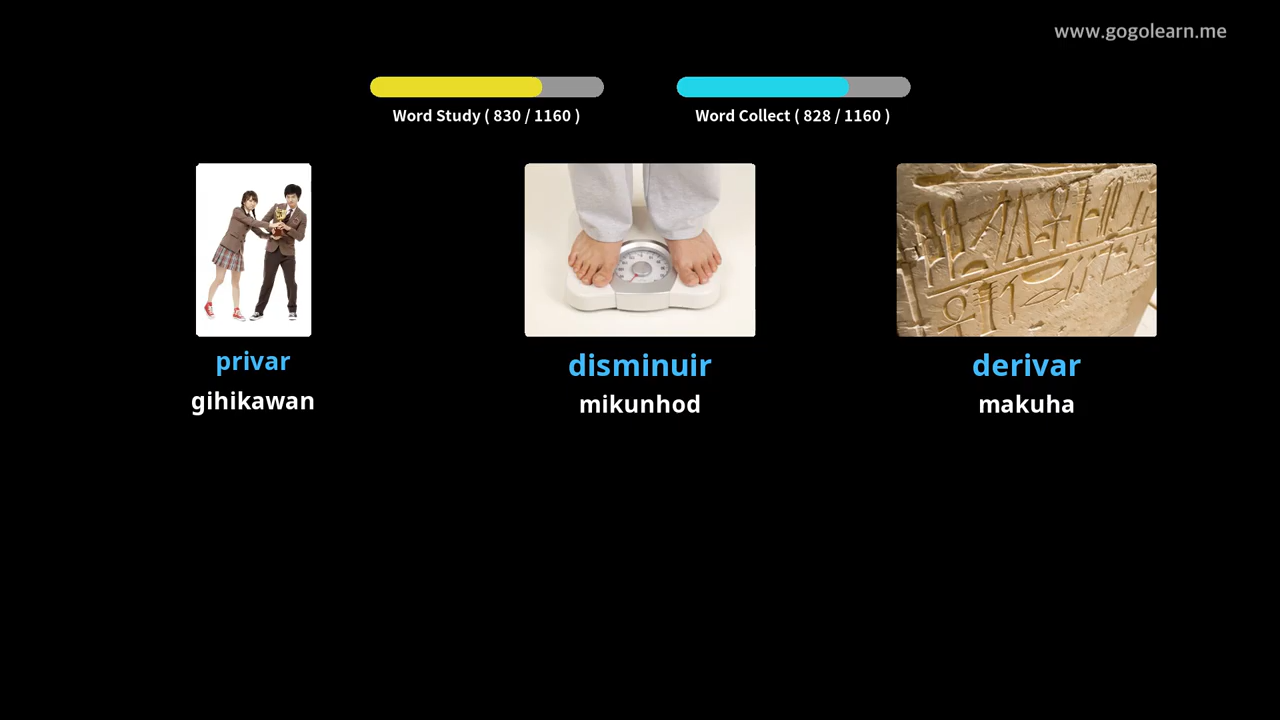 www.gogolearn.me
Word Study ( 830 / 1160 )
Word Collect ( 828 / 1160 )
privar
gihikawan
disminuir
mikunhod
derivar
makuha